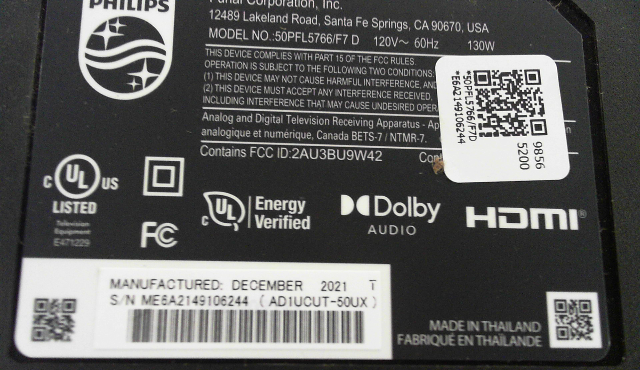 PHILIPS
Funai Corporation, Inc.
12489 Lakeland Road, Santa Fe Springs, CA 90670, USA
MODEL NO.:50PFL5766/F7 D 120V~ 60Hz 130W
THIS DEVICE COMPLIES WITH PART 15 OF THE FCC RULES.
OPERATION IS SUBJECT TO THE FOLLOWING TWO CONDITIONS:
(1) THIS DEVICE MAY NOT CAUSE HARMFUL INTERFERENCE,
(2) THIS DEVICE MUST ACCEPT ANY INTERFERENCE RECEIVED,
INCLUDING INTERFERENCE THAT MAY CAUSE UNDESIRED
Analog and Digital Television Receiving Apparatus -
analogique et numérique, Canada BETS-7 / NTMR-7.
Contains FCC ID:2AU3BU9W42
*50PFL5766/F7D
*E6A2149106244
9856
5200
C UL US
LISTED
Television
Equipment
E471229
FC
UL Energy
Verified
Dolby
AUDIO
HDMI®
MANUFACTURED: DECEMBER 2021 T
S/N ME6A2149106244 (AD1UCUT-50UX)
MADE IN THAILAND
FABRIQUÉ EN THAÏLANDE